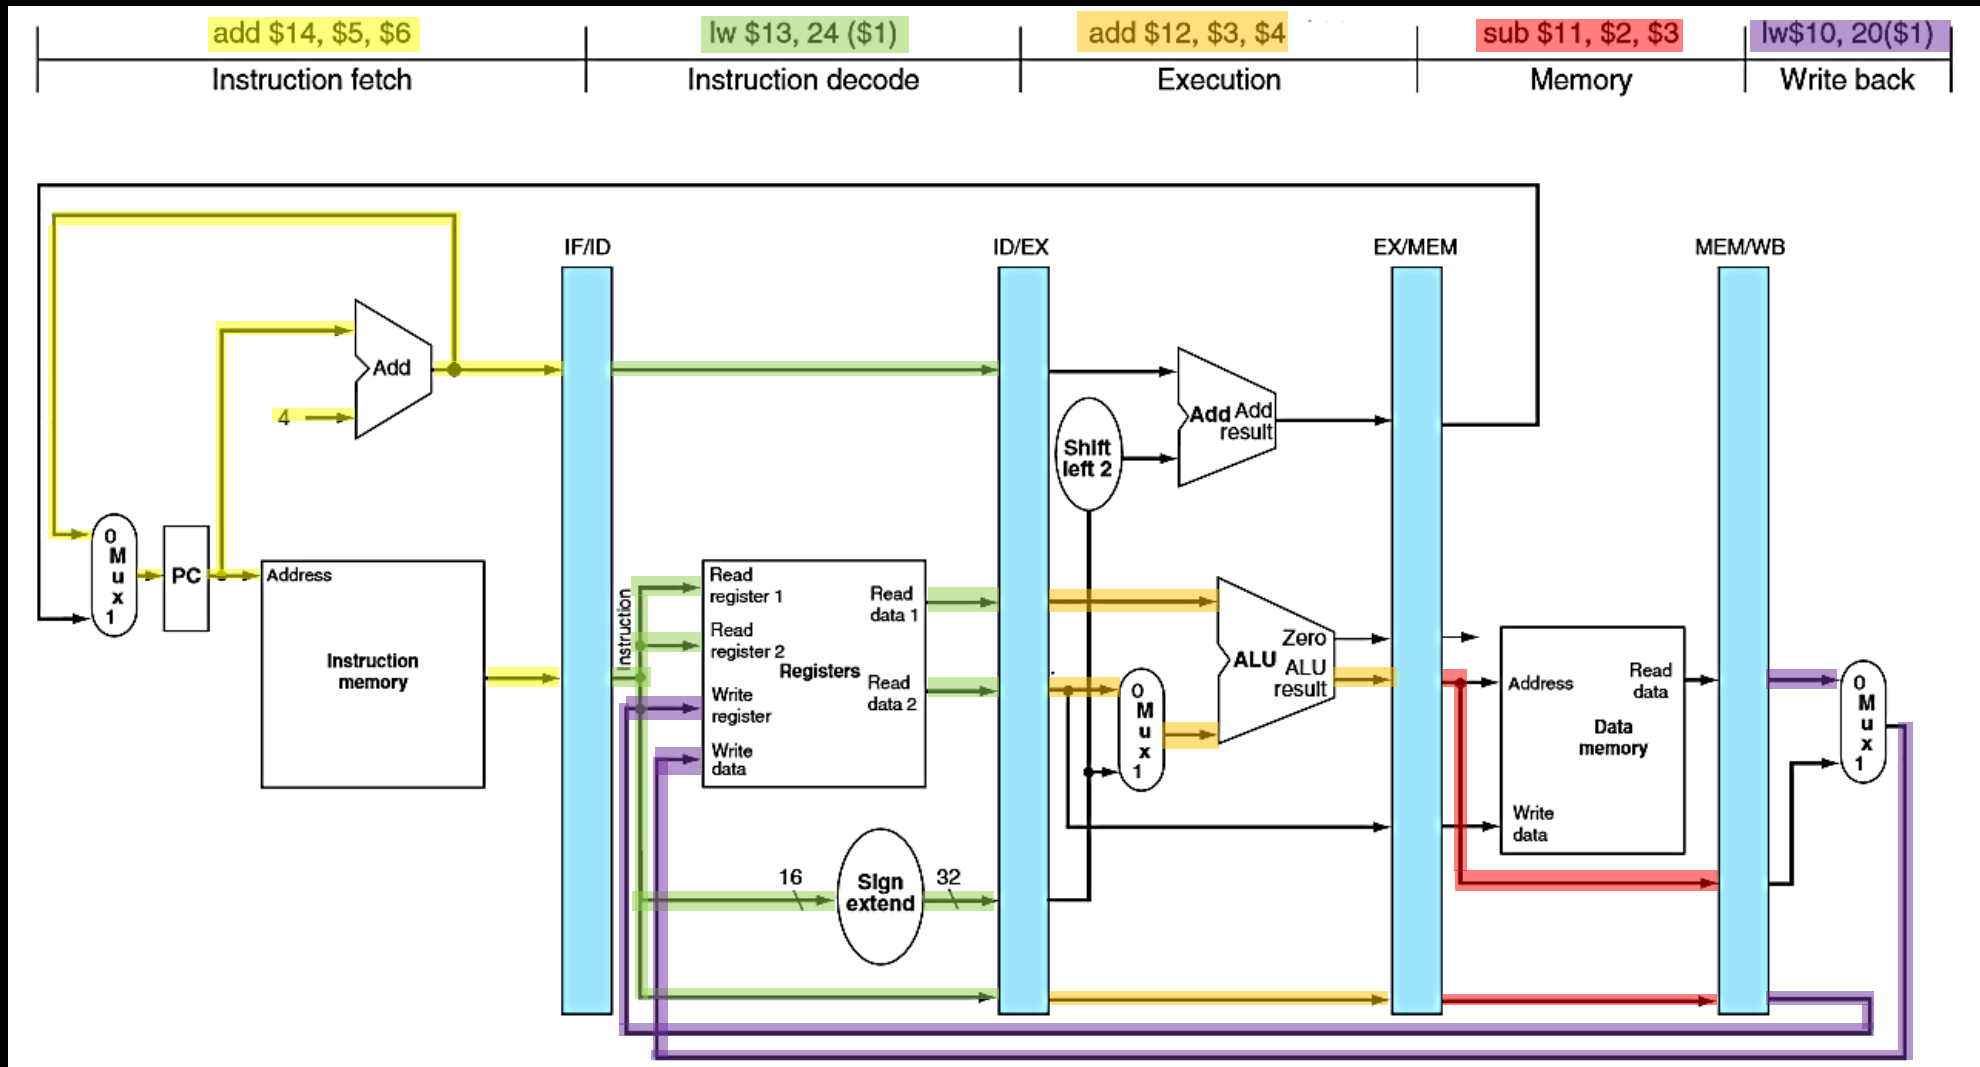 add $14, $5, $6
lw $13, 24 ($1)
add $12, $3, $4
sub $11, $2, $3
lw$10, 20($1)
Instruction fetch
Instruction decode
Execution
Memory
Write back
IF/ID
ID/EX
EX/MEM
MEM/WB
Add
4
Add Add
result
Shift
left 2
0
M
u
x
1
PC
Address
Instruction
memory
Instruction
Read
register 1
Read
register 2
Write
register
Write
data
Registers
Read
data 1
Read
data 2
16
Sign
extend
32
0
M
u
x
1
Zero
ALU
ALU
result
Address
Read
data
Data
memory
Write
data
0
M
u
x
1